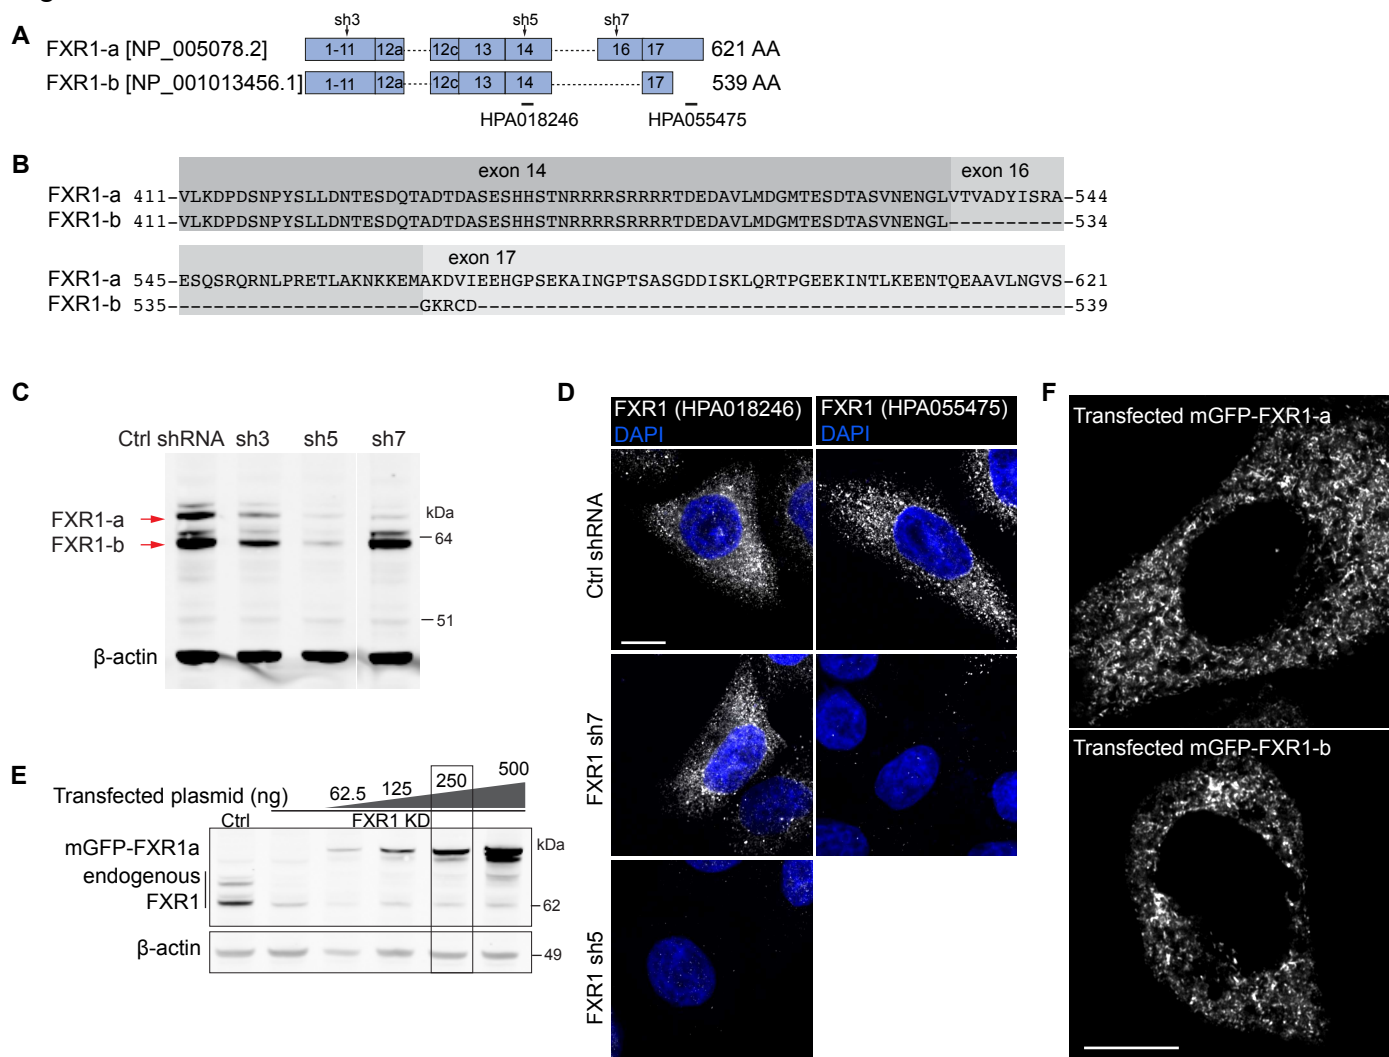 A
sh3 sh5 sh7
FXR1-a [NP_005078.2] 1-11 12a 12c 13 14 16 17 621 AA
FXR1-b [NP_001013456.1] 1-11 12a 12c 13 14 17 539 AA
HPA018246 HPA055475
B
exon 14 exon 16
FXR1-a 411-VLKDPDSNPYSLLDNTESDQTADTDASESHHSTNRRRRSRRRRTDEDAVLMDGMTESDTASVNENGLVTVADYISRA-544
FXR1-b 411-VLKDPDSNPYSLLDNTESDQTADTDASESHHSTNRRRRSRRRRTDEDAVLMDGMTESDTASVNENGL----------534
exon 17
FXR1-a 545-ESQSRQRNLPRETLAKNKKEMAKDVIEEHGPSEKAINGPTSASGDDISKLQRTPGEEKINTLKEENTQEAAVLNGVS-621
FXR1-b 535----------------------GKRCD---------------------------------------------------539
C
Ctrl shRNA sh3 sh5 sh7
kDa
FXR1-a
FXR1-b
64
51
β-actin
D
FXR1 (HPA018246) FXR1 (HPA055475)
DAPI DAPI
Ctrl shRNA
FXR1 sh7
FXR1 sh5
E
Transfected plasmid (ng) 62.5 125 250 500
Ctrl FXR1 KD
kDa
mGFP-FXR1a
endogenous
FXR1
62
β-actin
49
F
Transfected mGFP-FXR1-a
Transfected mGFP-FXR1-b